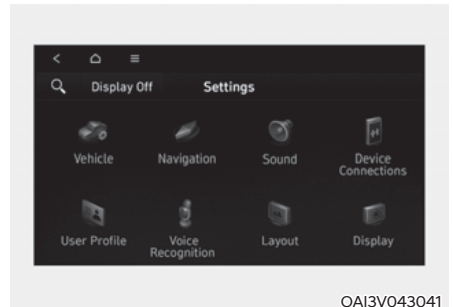 Display Off
Settings
Vehicle
Navigation
Sound
Device
Connections
User Profile
Voice
Recognition
Layout
Display
OAI3V043041